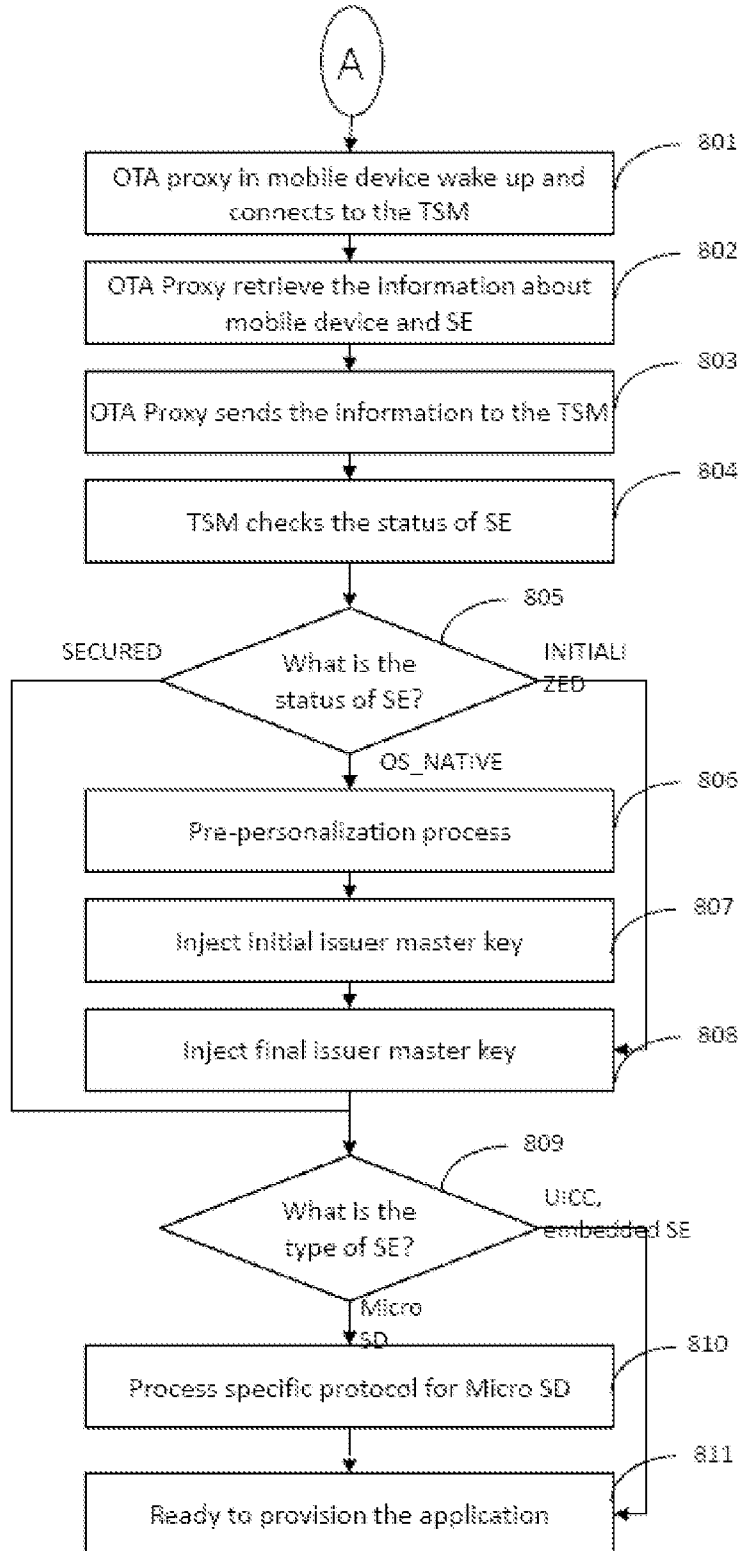 A
801
OTA proxy in mobile device wake up and
connects to the TSM
802
OTA Proxy retrieve the information about
mobile device and SE
803
OTA Proxy sends the information to the TSM
804
TSM checks the status of SE
805
SECURED
What is the
status of SE?
INITIALI
ZED
OS_NATIVE
806
Pre-personalization process
807
Inject initial issuer master key
808
Inject final issuer master key
809
What is the
type of SE?
UICC,
embedded SE
Micro
SD
810
Process specific protocol for Micro SD
811
Ready to provision the application